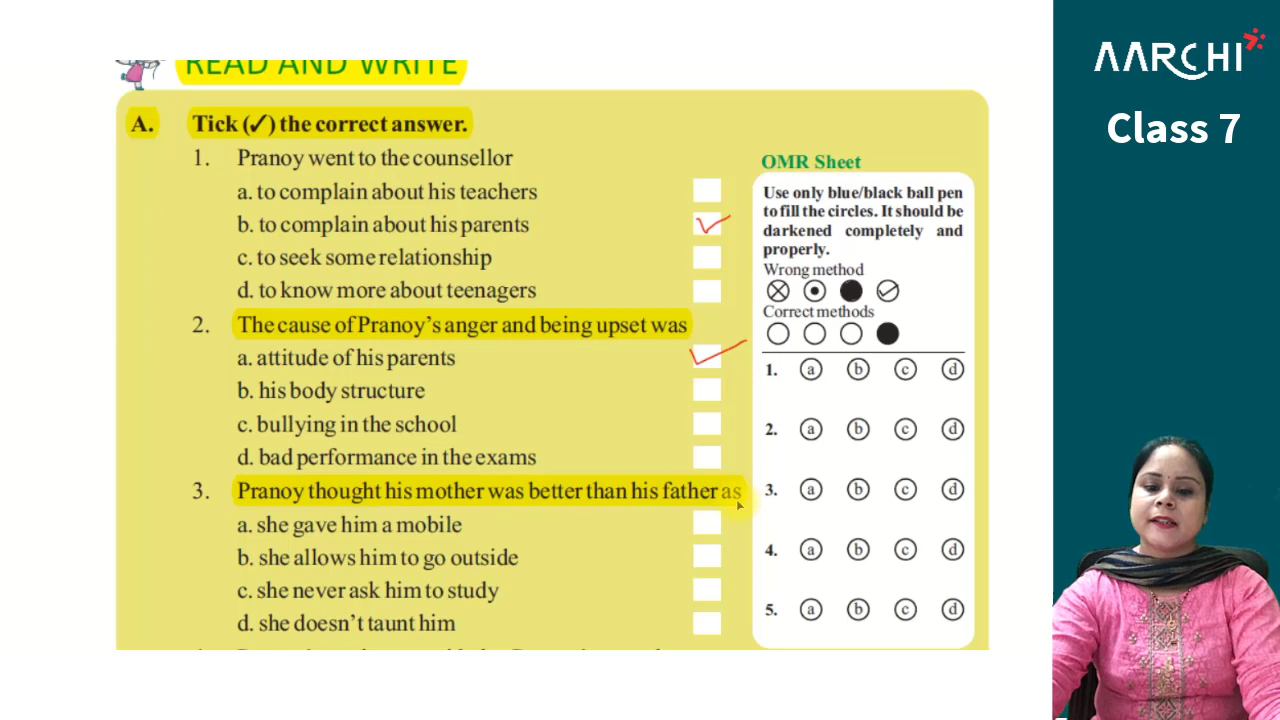 READ AND WRITE
A. Tick (✓) the correct answer.
1. Pranoy went to the counsellor
a. to complain about his teachers
b. to complain about his parents
c. to seek some relationship
d. to know more about teenagers
2. The cause of Pranoy's anger and being upset was
a. attitude of his parents
b. his body structure
c. bullying in the school
d. bad performance in the exams
3. Pranoy thought his mother was better than his father as
a. she gave him a mobile
b. she allows him to go outside
c. she never ask him to study
d. she doesn't taunt him
OMR Sheet
Use only blue/black ball pen
to fill the circles. It should be
darkened completely and
properly.
Wrong method
Correct methods
1. a b c d
2. a b c d
3. a b c d
4. a b c d
5. a b c d
AARCHI
Class 7